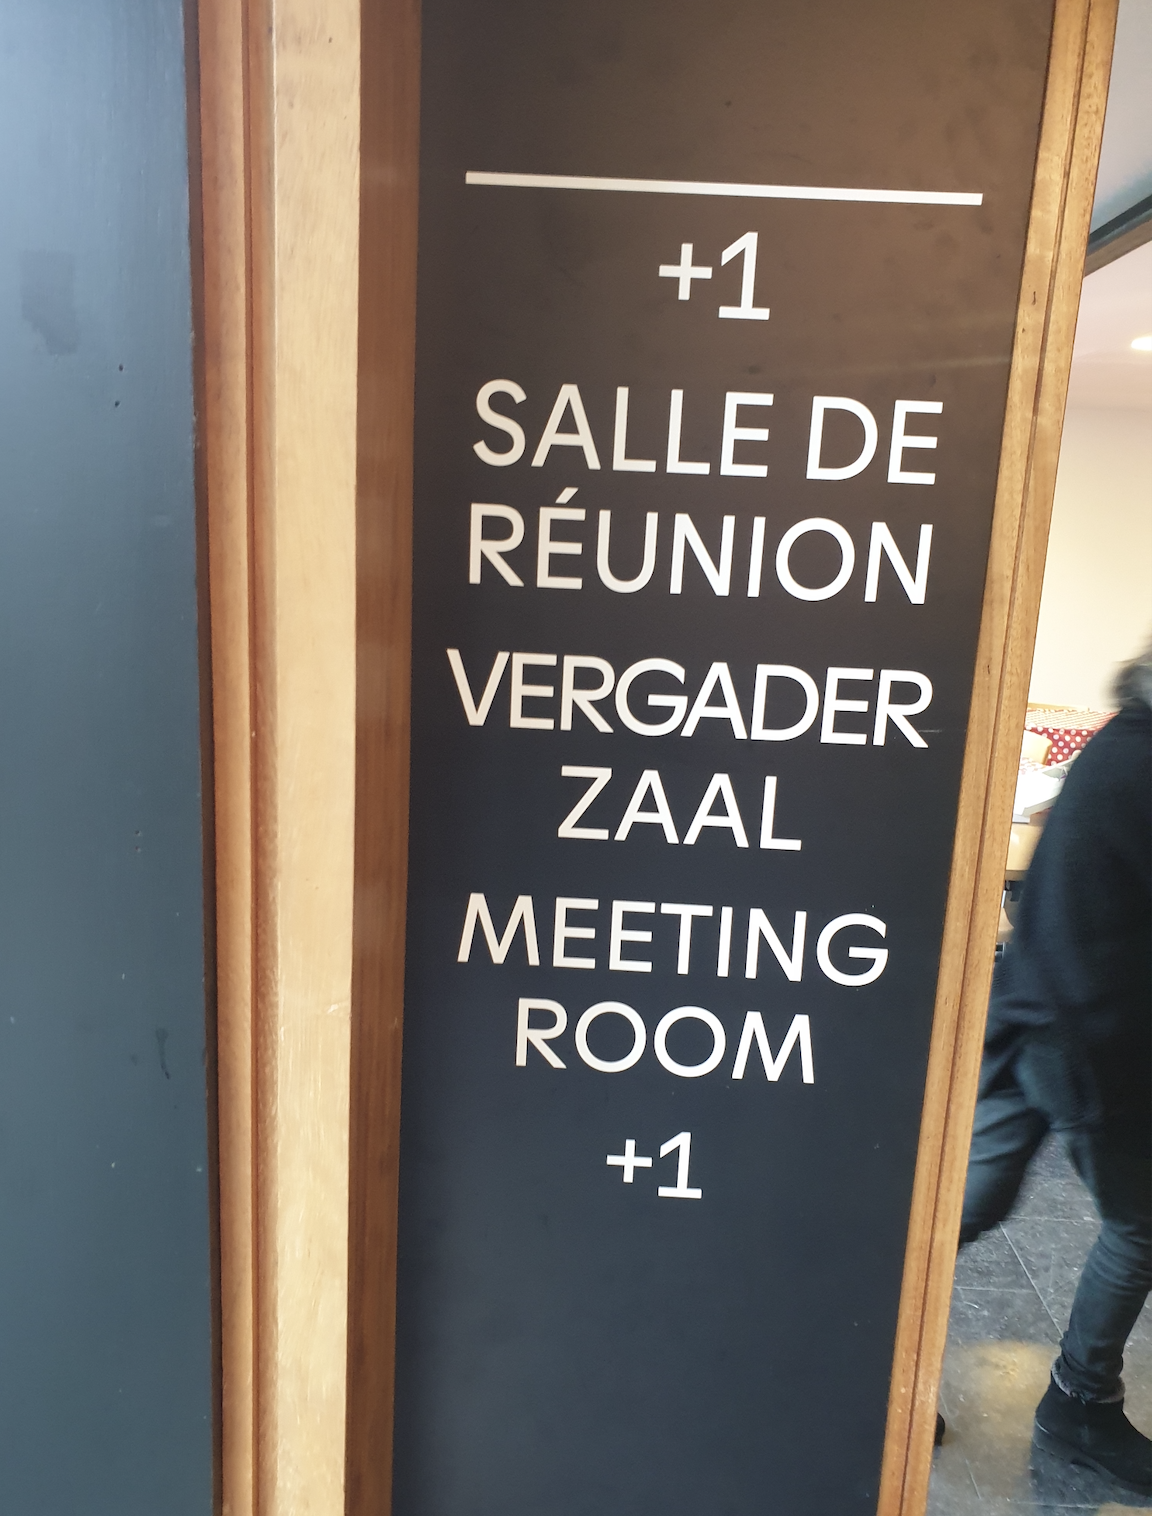 +1
SALLE DE
RÉUNION
VERGADER
ZAAL
MEETING
ROOM
+1